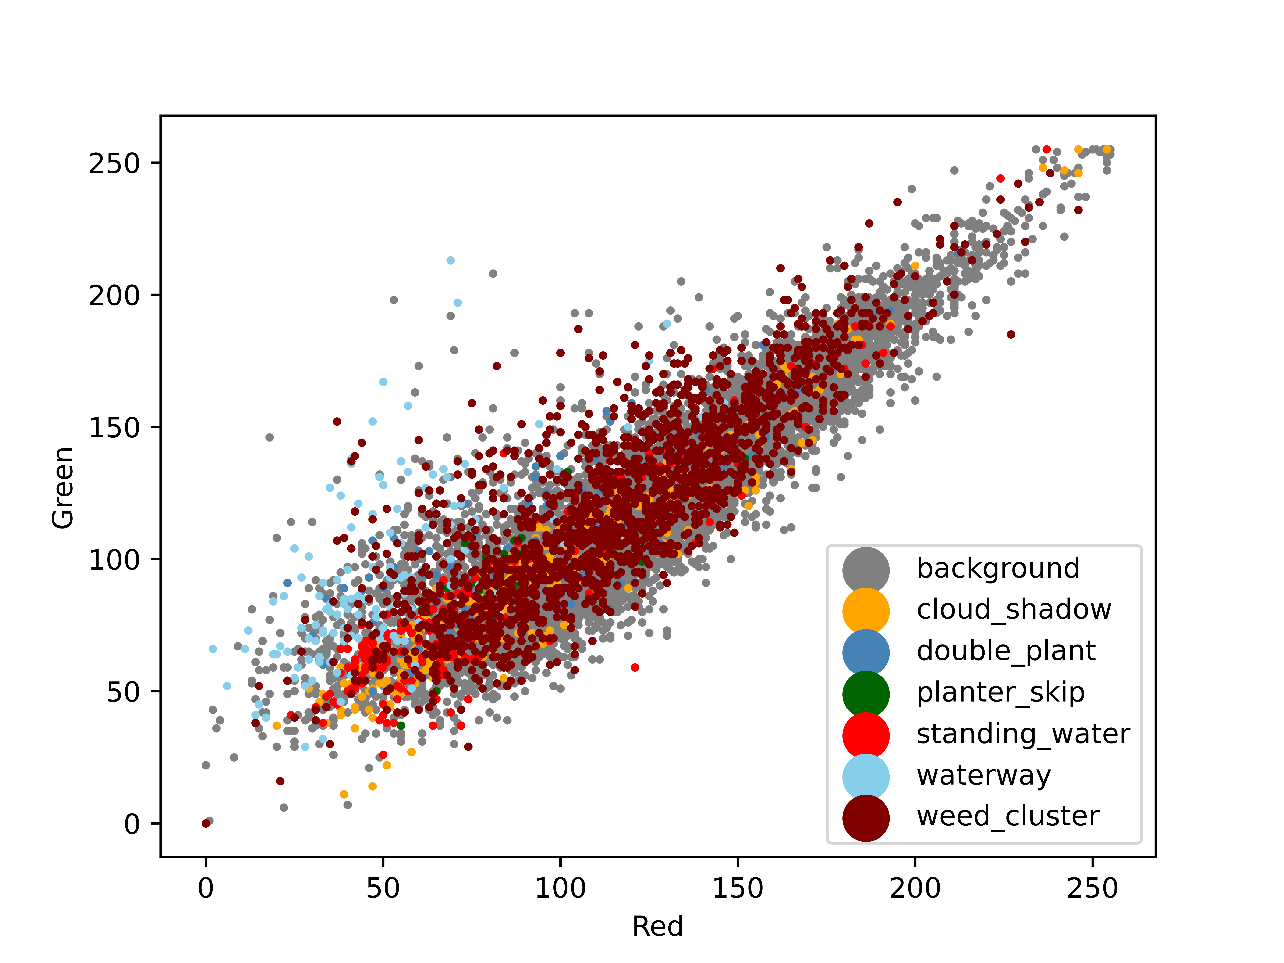 250
200
150
100
50
0
Green
0 50 100 150 200 250
Red
background
cloud_shadow
double_plant
planter_skip
standing_water
waterway
weed_cluster